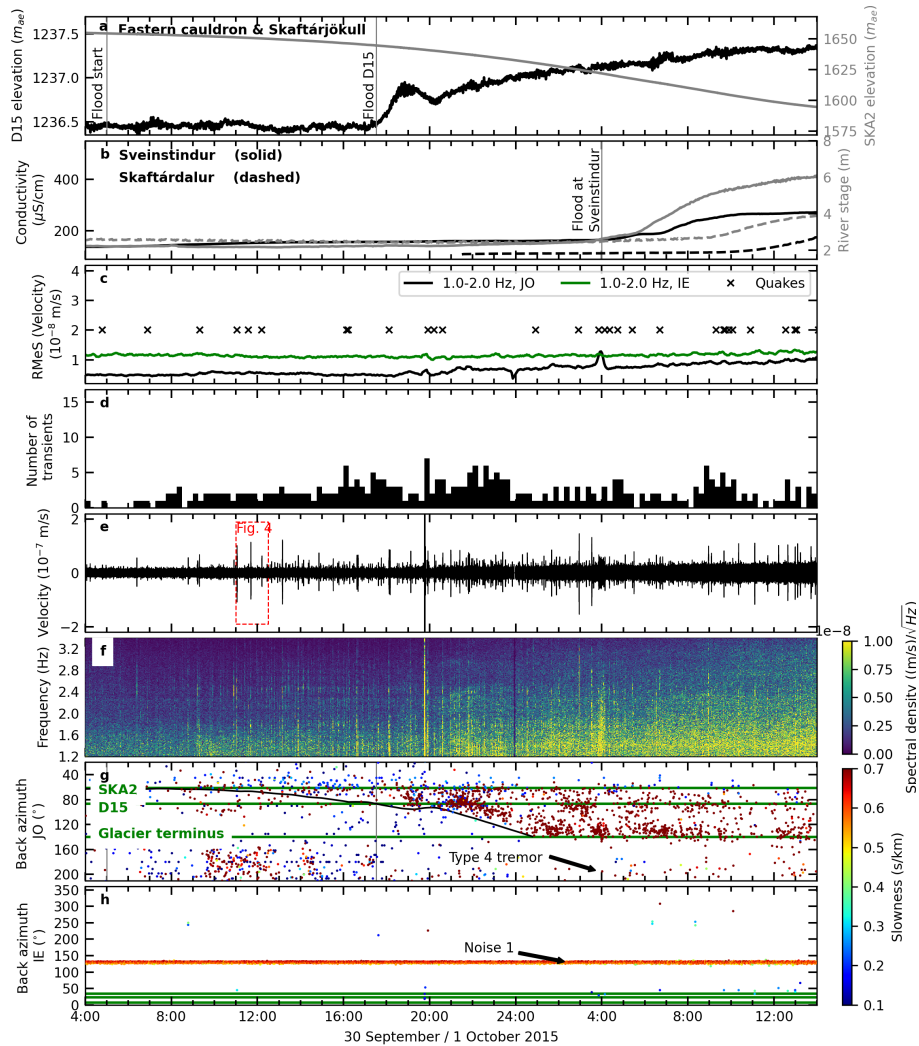 a Eastern cauldron & Skaftárjökull
D15 elevation (m_ae)
1237.5
1237.0
1236.5
Flood start
Flood D15
1650
1625
1600
1575
SKA2 elevation (m_ae)
b Sveinstindur (solid)
Skaftárdalur (dashed)
Conductivity
(μS/cm)
400
200
Flood at
Sveinstindur
8
6
4
2
River stage (m)
c
RMeS (Velocity)
(10⁻⁸ m/s)
4
3
2
1
1.0-2.0 Hz, JO
1.0-2.0 Hz, IE
Quakes
d
Number of
transients
15
10
5
0
e
Velocity (10⁻⁷ m/s)
2
0
−2
Fig. 4
f
Frequency (Hz)
3.2
2.8
2.4
2.0
1.6
1.2
1e−8
1.00
0.75
0.50
0.25
0.00
Spectral density ((m/s)/√Hz)
g
Back azimuth
JO (°)
40
80
120
160
200
SKA2
D15
Glacier terminus
Type 4 tremor
0.7
0.6
0.5
0.4
0.3
0.2
0.1
Slowness (s/km)
h
Back azimuth
IE (°)
350
300
250
200
150
100
50
0
Noise 1
4:00 8:00 12:00 16:00 20:00 24:00 4:00 8:00 12:00
30 September / 1 October 2015